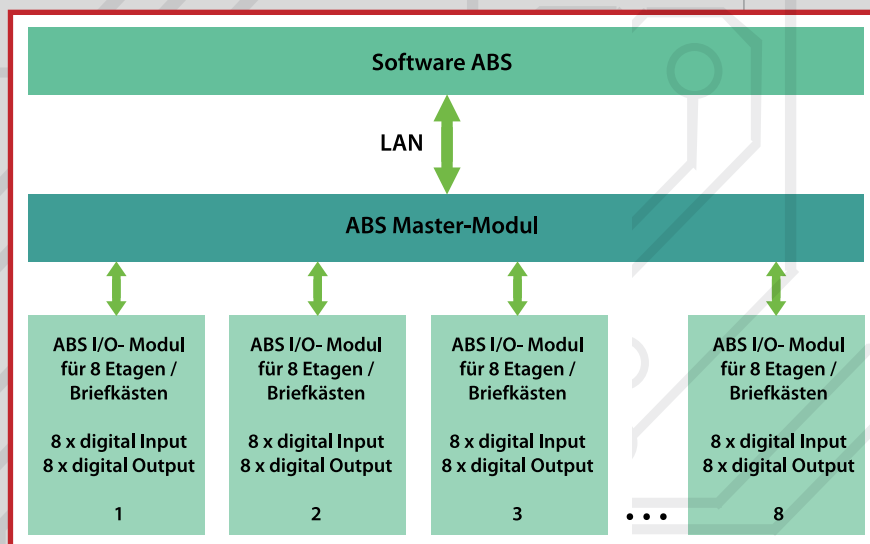 Software ABS
LAN
ABS Master-Modul
ABS I/O- Modul
für 8 Etagen /
Briefkästen
8 x digital Input
8 x digital Output
1
ABS I/O- Modul
für 8 Etagen /
Briefkästen
8 x digital Input
8 x digital Output
2
ABS I/O- Modul
für 8 Etagen /
Briefkästen
8 x digital Input
8 x digital Output
3
...
ABS I/O- Modul
für 8 Etagen /
Briefkästen
8 x digital Input
8 x digital Output
8